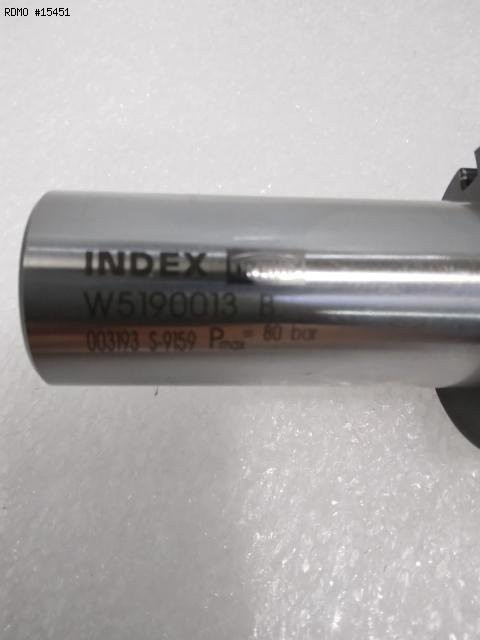 RDMO #15451
INDEX
W5190013 B
003193 S-9159 Pmax = 80 bar